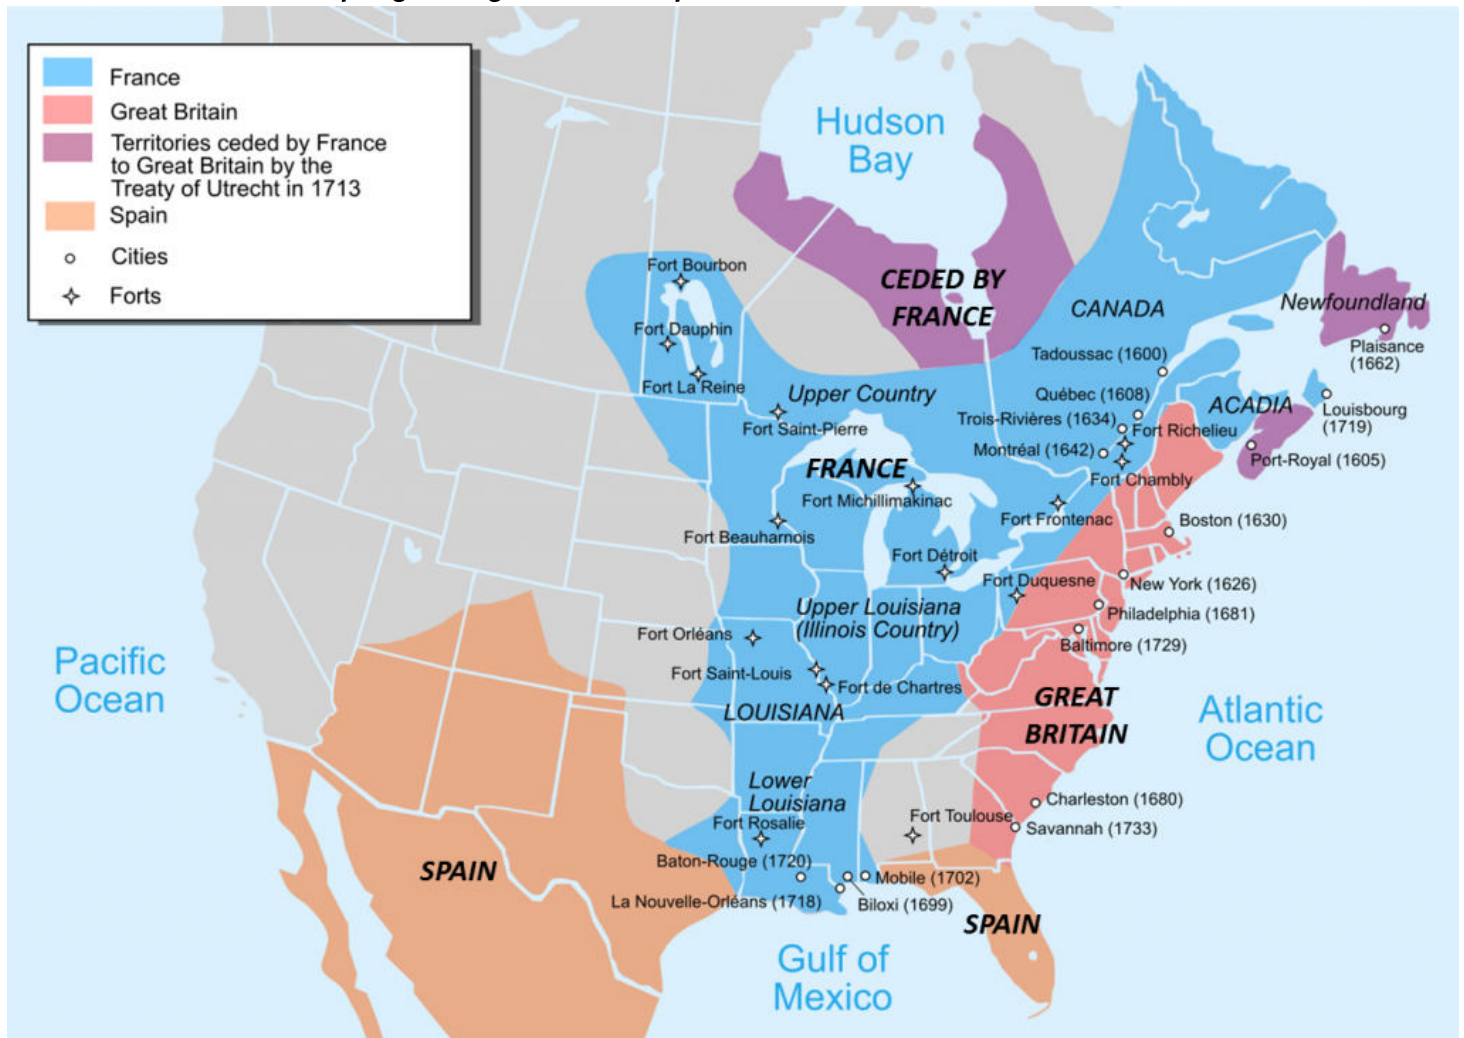 France
Great Britain
Territories ceded by France
to Great Britain by the
Treaty of Utrecht in 1713
Spain
Cities
Forts
Hudson
Bay
CEDED BY
FRANCE
CANADA
Newfoundland
Plaisance
(1662)
Tadoussac (1600)
Québec (1608)
Trois-Rivières (1634)
Fort Richelieu
Montréal (1642)
Fort Chambly
ACADIA
Louisbourg
(1719)
Port-Royal (1605)
Fort Bourbon
Fort Dauphin
Fort La Reine
Upper Country
Fort Saint-Pierre
FRANCE
Fort Michillimakinac
Fort Frontenac
Boston (1630)
Fort Beauharnois
Fort Détroit
Fort Duquesne
New York (1626)
Philadelphia (1681)
Baltimore (1729)
Upper Louisiana
(Illinois Country)
Fort Orléans
Fort Saint-Louis
Fort de Chartres
LOUISIANA
GREAT
BRITAIN
Pacific
Ocean
Atlantic
Ocean
Lower
Louisiana
Fort Rosalie
Fort Toulouse
Charleston (1680)
Savannah (1733)
Baton-Rouge (1720)
Mobile (1702)
La Nouvelle-Orléans (1718)
Biloxi (1699)
SPAIN
SPAIN
Gulf of
Mexico